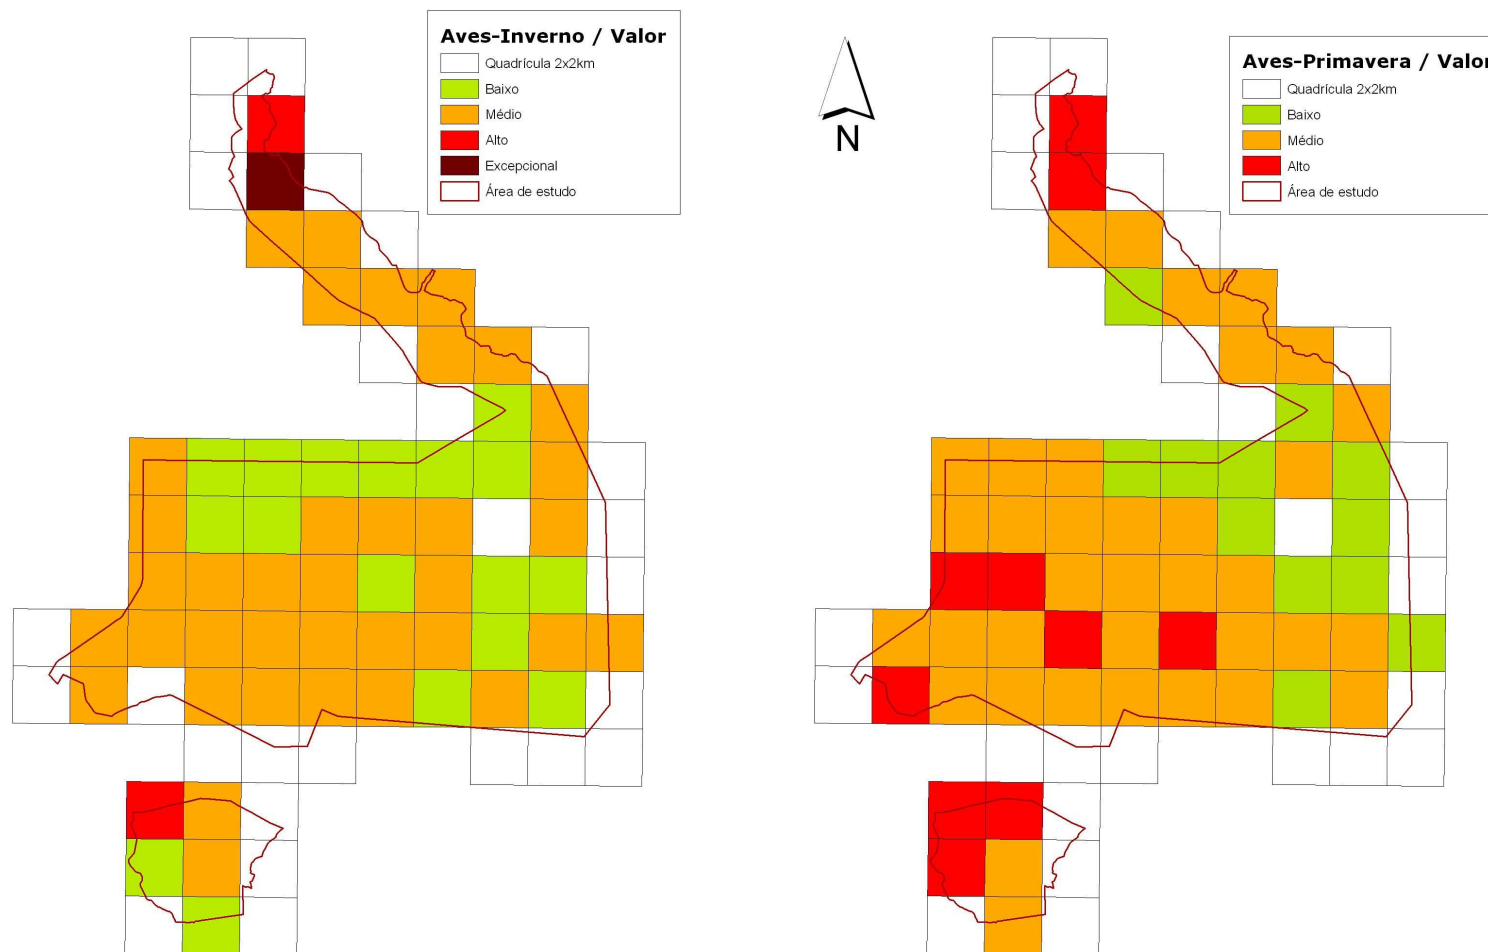 Aves-Inverno / Valor
Quadrícula 2x2km
Baixo
Médio
Alto
Excepcional
Área de estudo
N
Aves-Primavera / Valor
Quadrícula 2x2km
Baixo
Médio
Alto
Área de estudo